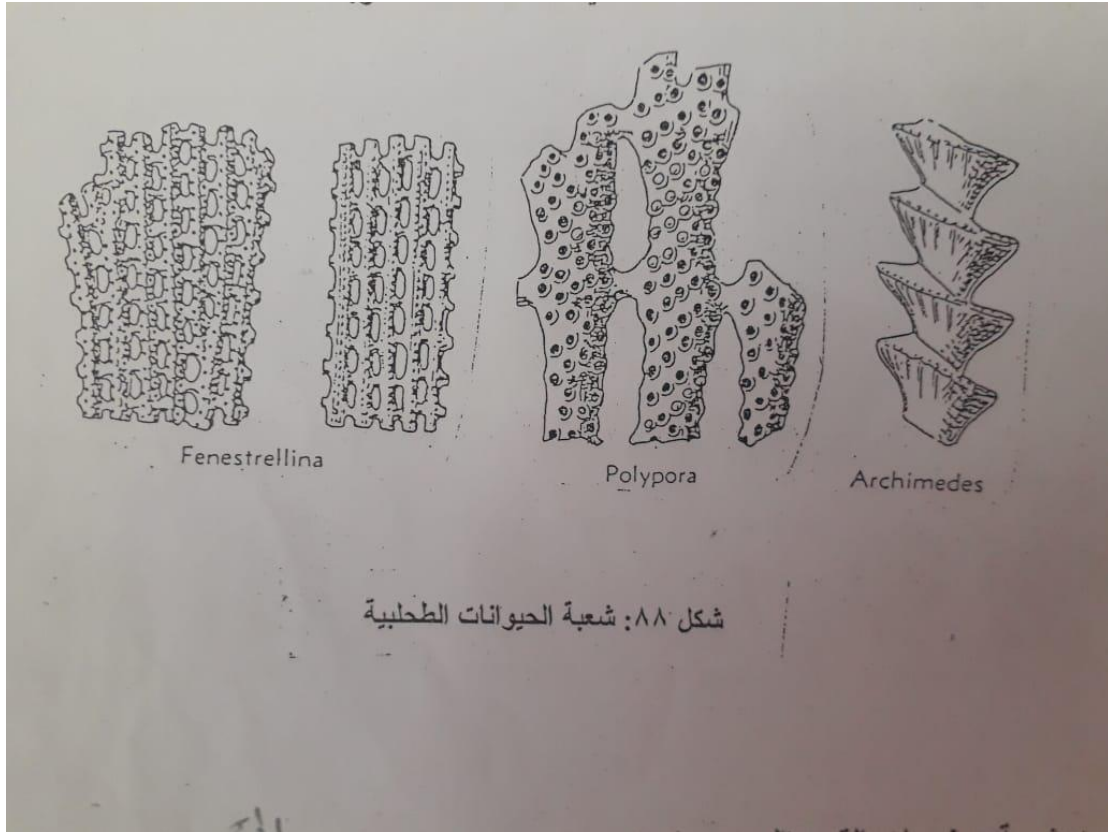 Fenestrellina
Polypora
Archimedes
شكل ٨٨: شعبة الحيوانات الطحلبية